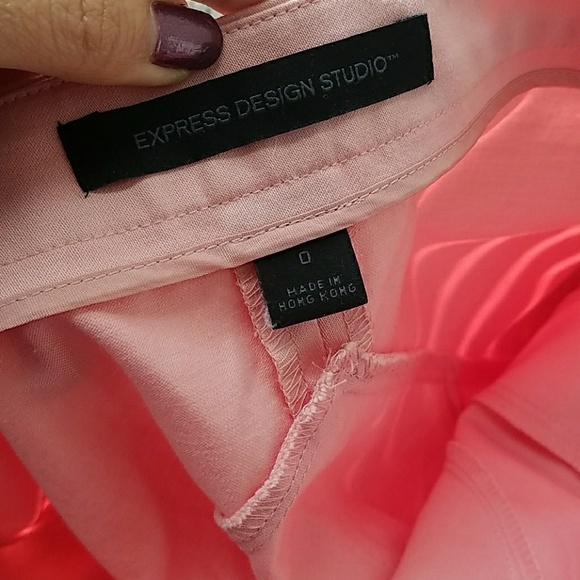 EXPRESS DESIGN STUDIO™
0
MADE IN
HONG KONG